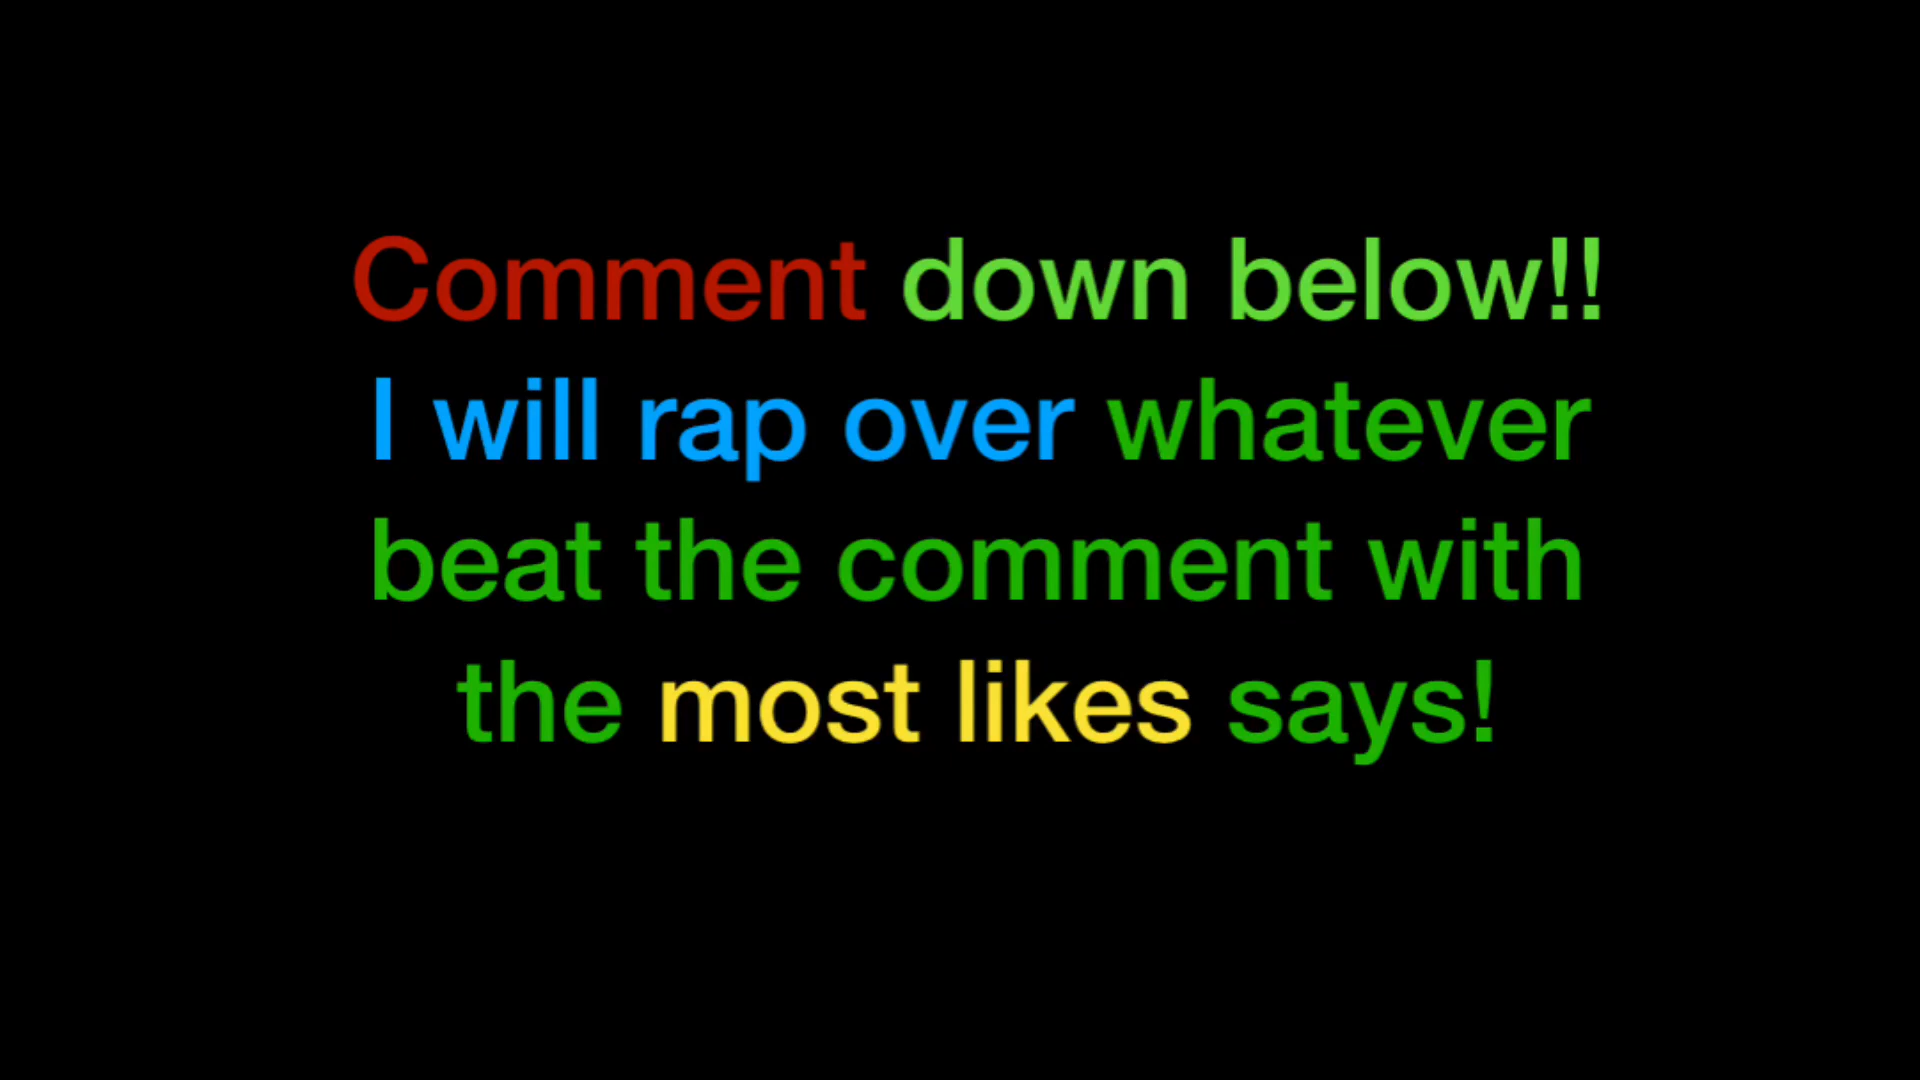 Comment down below!!
I will rap over whatever
beat the comment with
the most likes says!